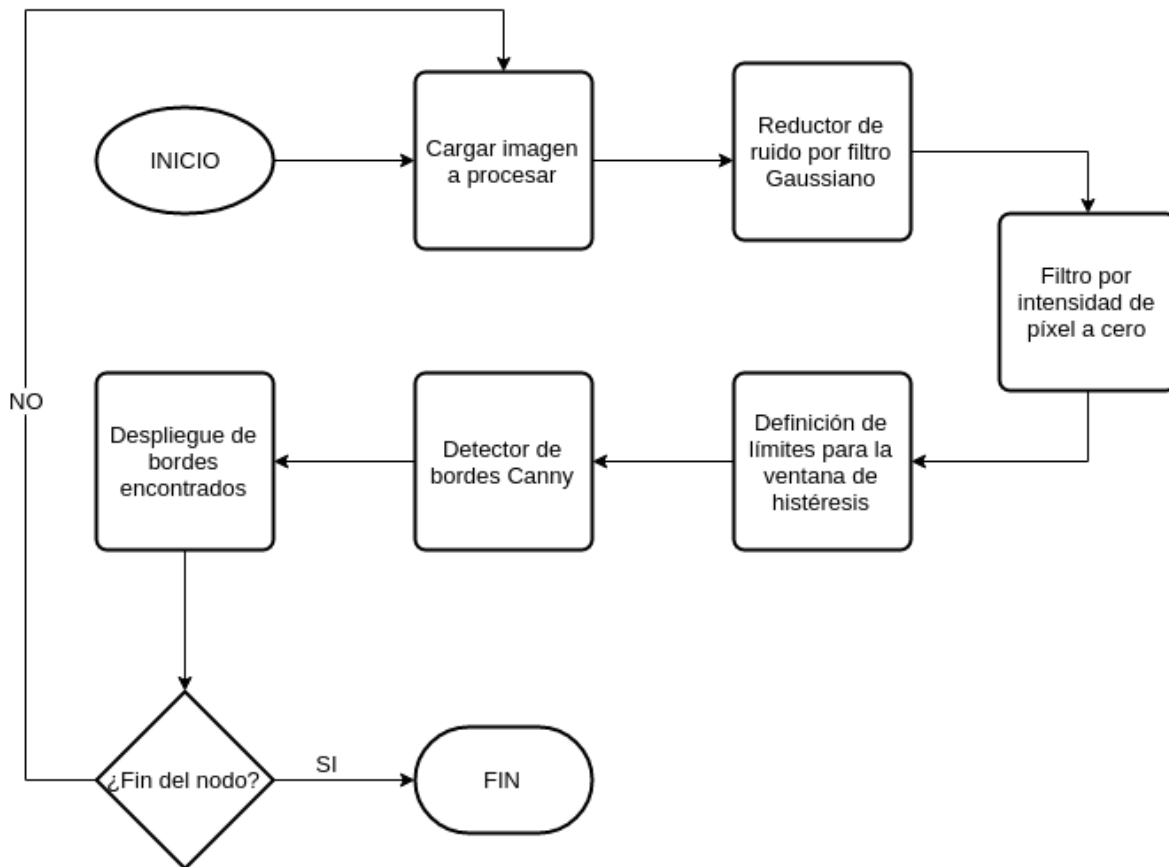 INICIO
Cargar imagen
a procesar
Reductor de
ruido por filtro
Gaussiano
Filtro por
intensidad de
píxel a cero
Definición de
límites para la
ventana de
histéresis
Detector de
bordes Canny
Despliegue de
bordes
encontrados
NO
¿Fin del nodo?
SI
FIN